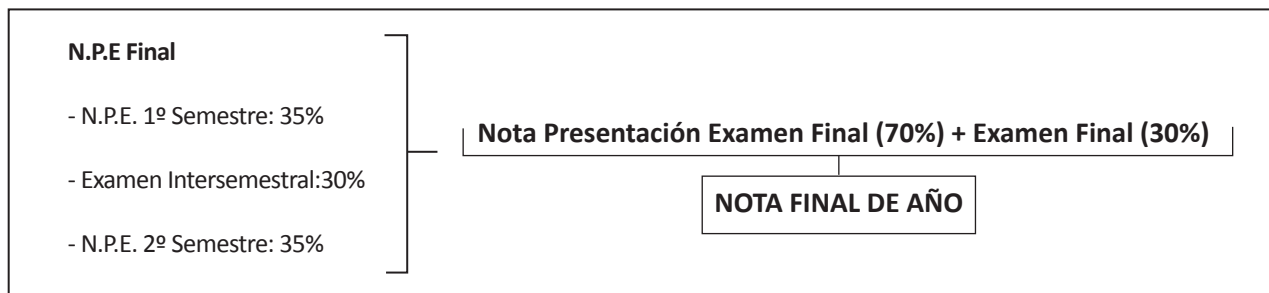 N.P.E Final
- N.P.E. 1º Semestre: 35%
- Examen Intersemestral:30%
- N.P.E. 2º Semestre: 35%
Nota Presentación Examen Final (70%) + Examen Final (30%)
NOTA FINAL DE AÑO